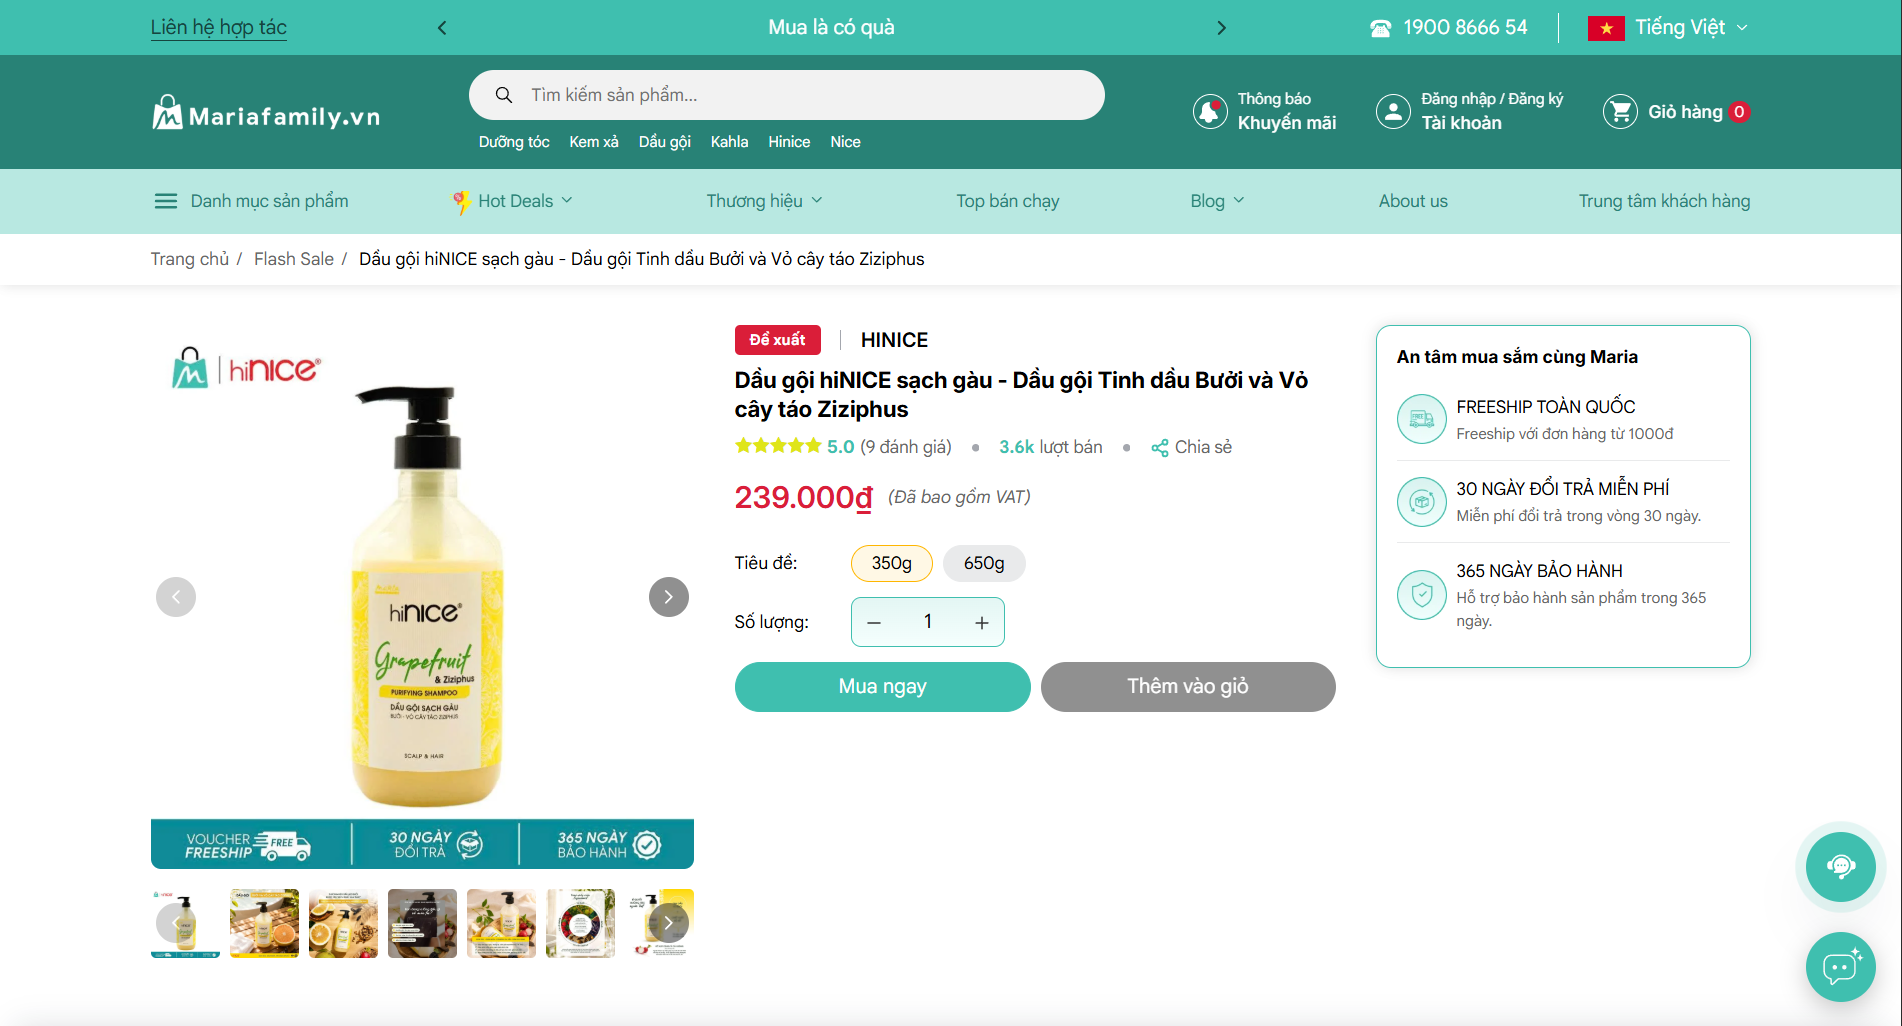 Liên hệ hợp tác
Mua là có quà
1900 8666 54
Tiếng Việt
Mariafamily.vn
Tìm kiếm sản phẩm...
Dưỡng tóc Kem xả Dầu gội Kahla Hinice Nice
Thông báo
Khuyến mãi
Đăng nhập / Đăng ký
Tài khoản
Giỏ hàng 0
Danh mục sản phẩm
Hot Deals
Thương hiệu
Top bán chạy
Blog
About us
Trung tâm khách hàng
Trang chủ / Flash Sale / Dầu gội hiNICE sạch gàu - Dầu gội Tinh dầu Bưởi và Vỏ cây táo Ziziphus
hiNICE®
hiNICE®
Grapefruit
& Ziziphus
PURIFYING SHAMPOO
DẦU GỘI SẠCH GÀU
BƯỞI - VỎ CÂY TÁO ZIZIPHUS
SCALP & HAIR
VOUCHER
FREESHIP
FREE
30 NGÀY
ĐỔI TRẢ
365 NGÀY
BẢO HÀNH
Đề xuất
HINICE
Dầu gội hiNICE sạch gàu - Dầu gội Tinh dầu Bưởi và Vỏ
cây táo Ziziphus
5.0 (9 đánh giá)
3.6k lượt bán
Chia sẻ
239.000₫ (Đã bao gồm VAT)
Tiêu đề: 350g 650g
Số lượng: − 1 +
Mua ngay
Thêm vào giỏ
An tâm mua sắm cùng Maria
FREESHIP TOÀN QUỐC
Freeship với đơn hàng từ 1000đ
30 NGÀY ĐỔI TRẢ MIỄN PHÍ
Miễn phí đổi trả trong vòng 30 ngày.
365 NGÀY BẢO HÀNH
Hỗ trợ bảo hành sản phẩm trong 365
ngày.